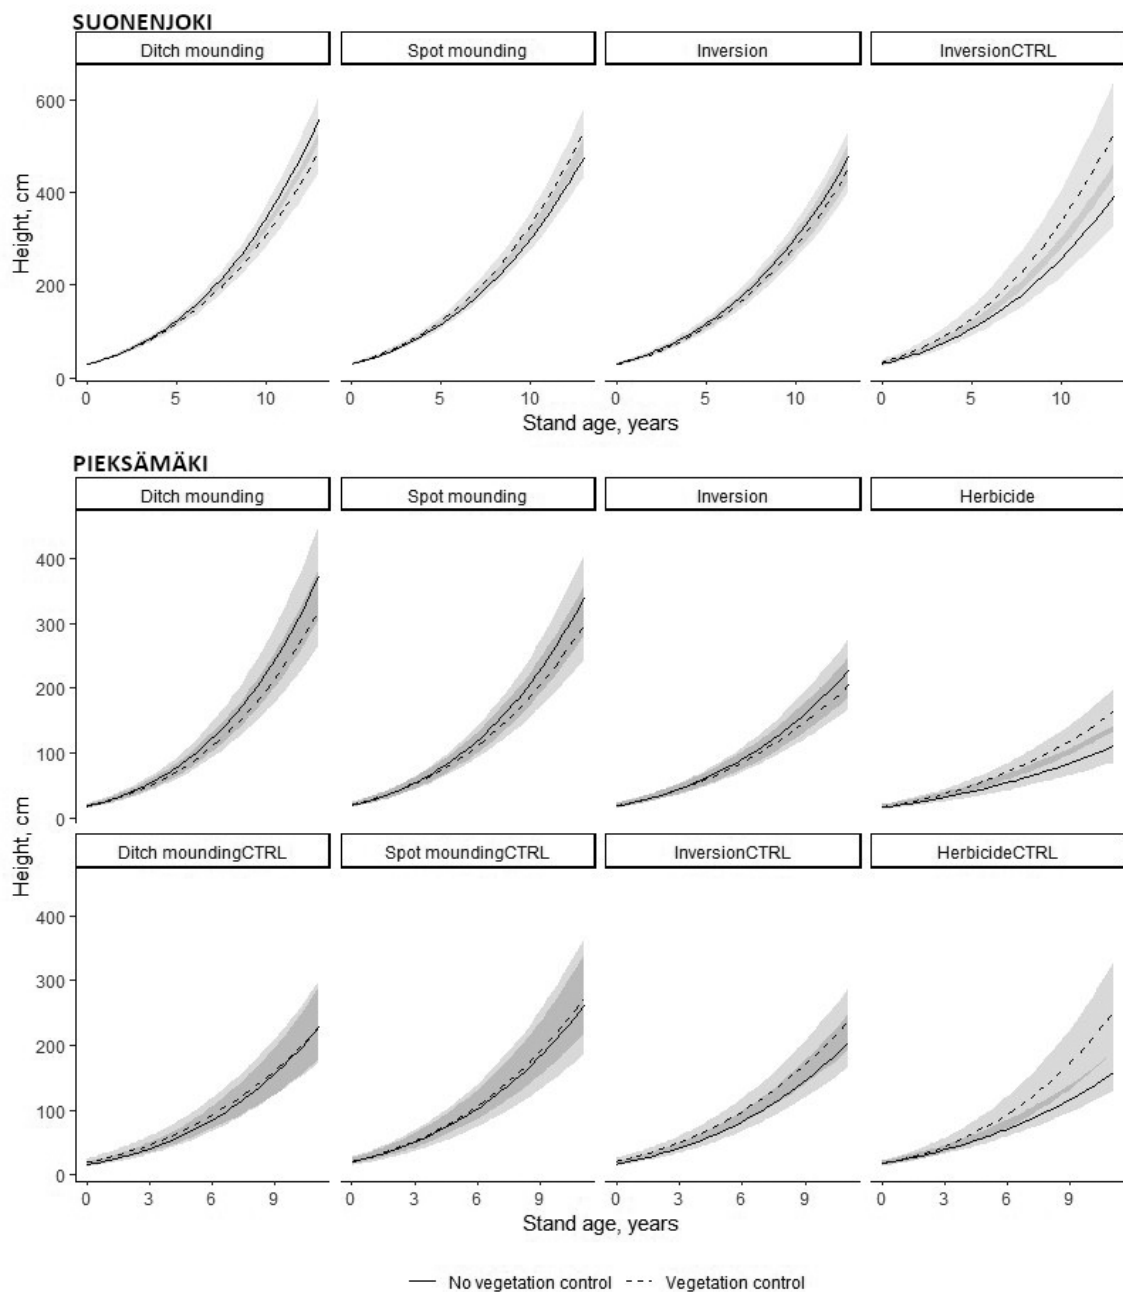 SUONENJOKI
Ditch mounding Spot mounding Inversion InversionCTRL
600
400
200
0
Height, cm
0 5 10 0 5 10 0 5 10 0 5 10
Stand age, years
PIEKSÄMÄKI
Ditch mounding Spot mounding Inversion Herbicide
400
300
200
100
0
Height, cm
Ditch moundingCTRL Spot moundingCTRL InversionCTRL HerbicideCTRL
400
300
200
100
0
0 3 6 9 0 3 6 9 0 3 6 9 0 3 6 9
Stand age, years
No vegetation control Vegetation control